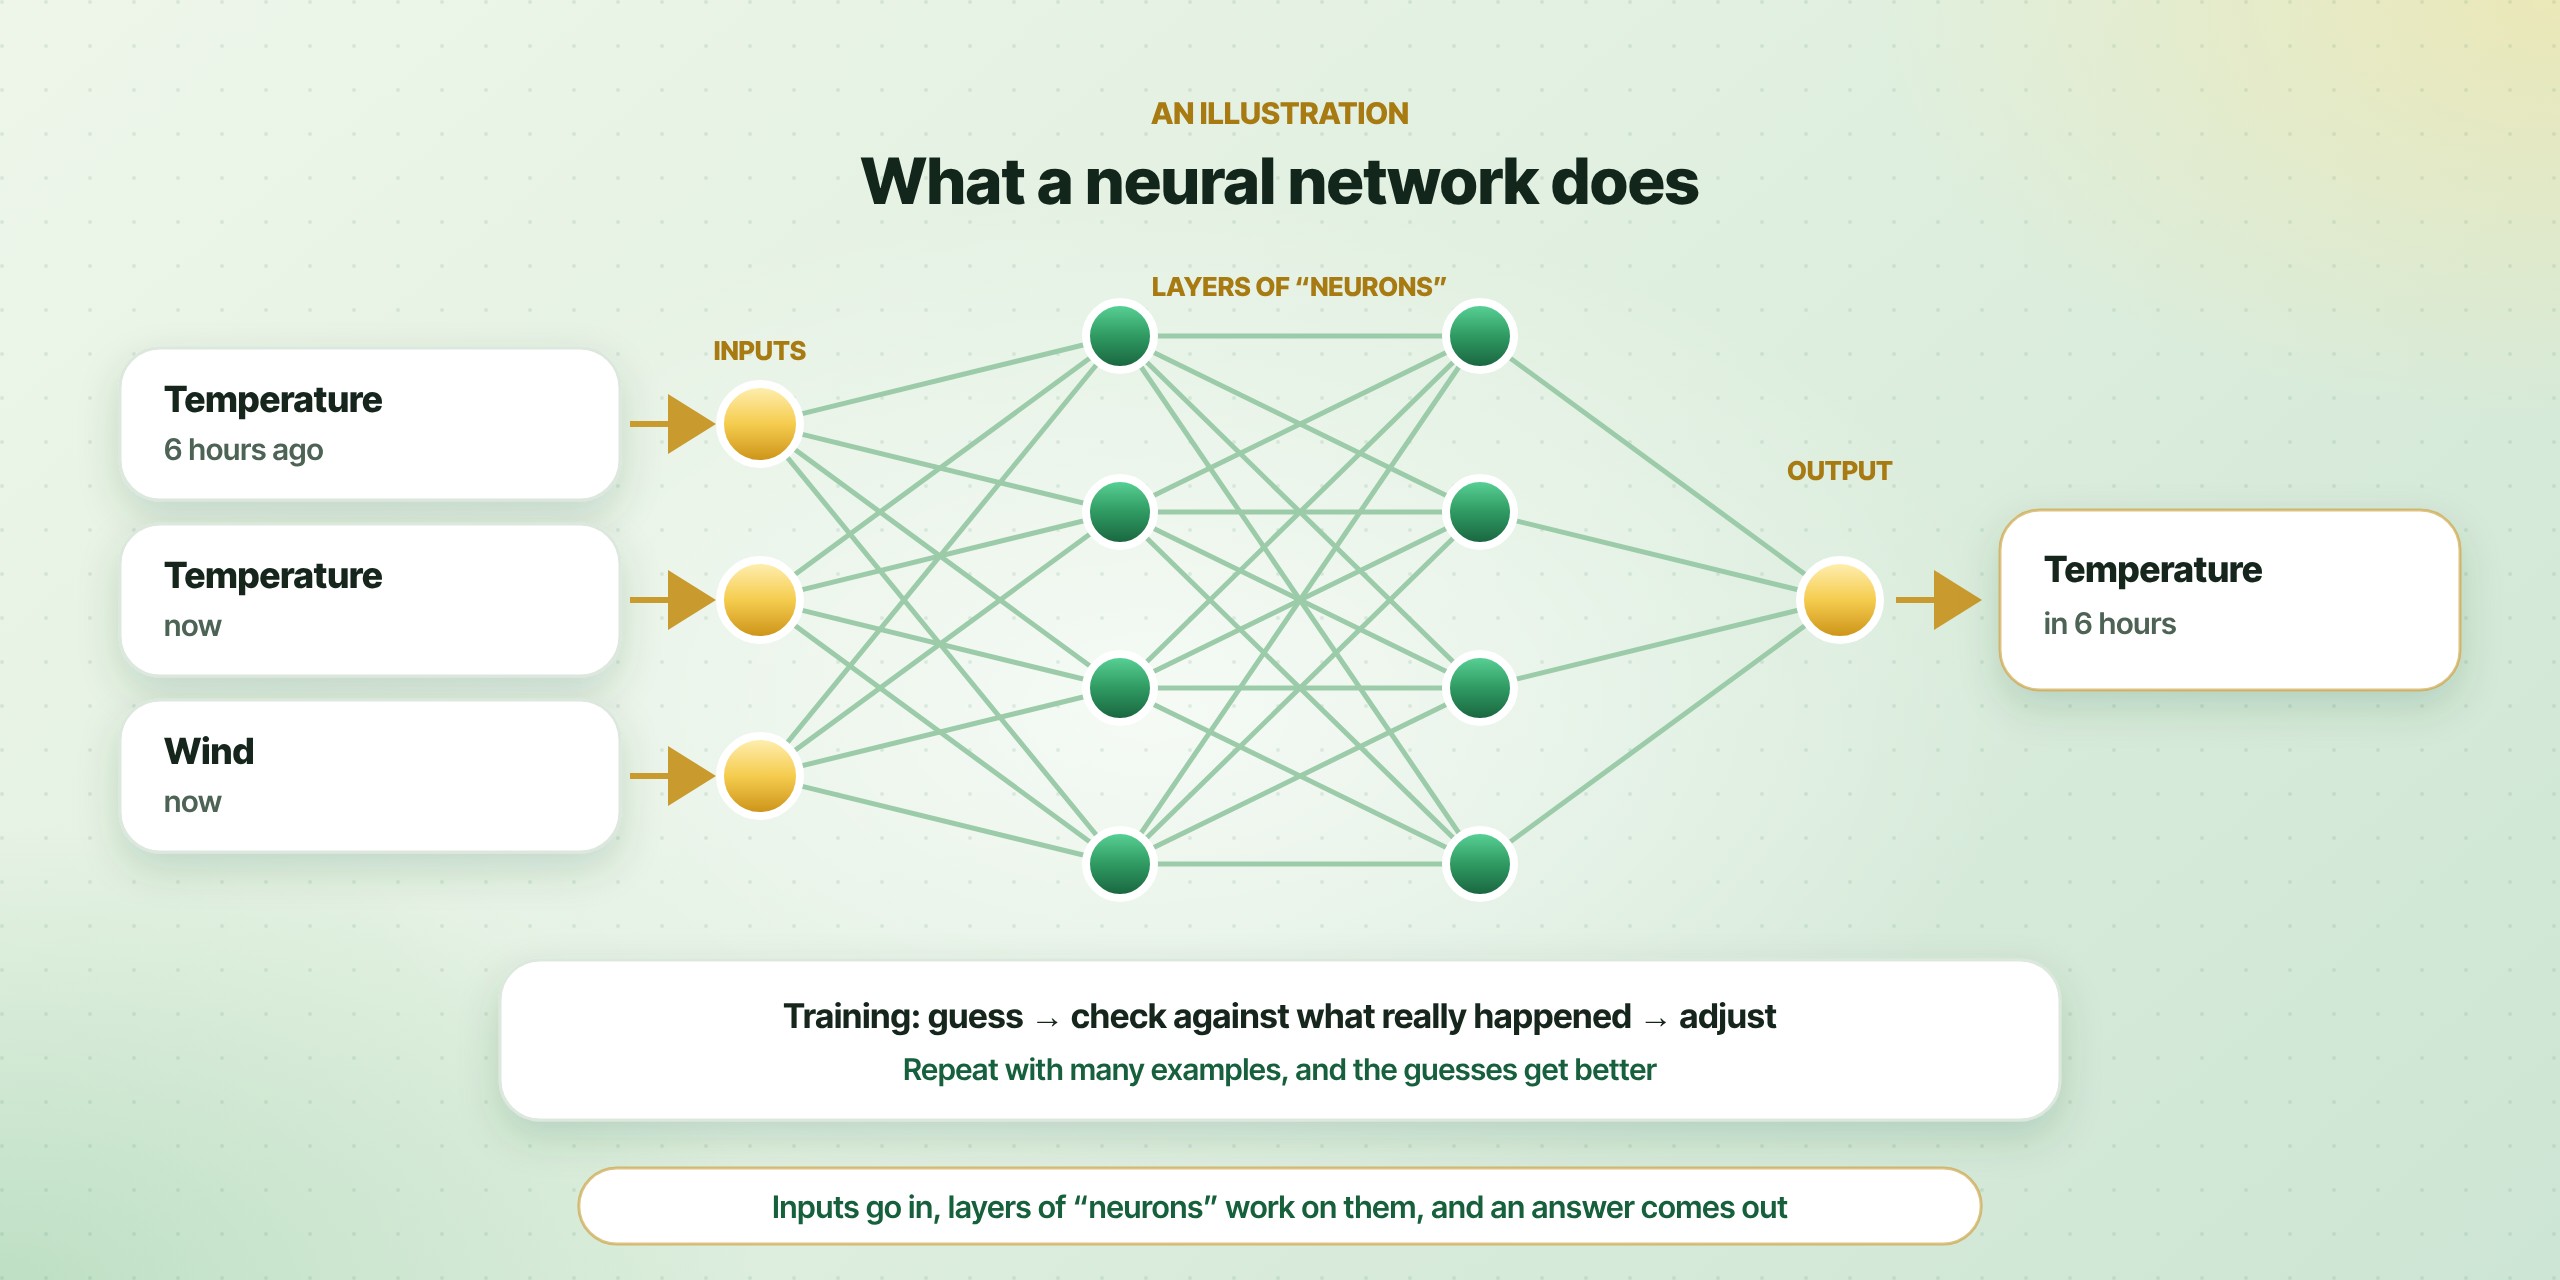 AN ILLUSTRATION
What a neural network does
LAYERS OF “NEURONS”
INPUTS
Temperature
6 hours ago
Temperature
now
Wind
now
OUTPUT
Temperature
in 6 hours
Training: guess → check against what really happened → adjust
Repeat with many examples, and the guesses get better
Inputs go in, layers of “neurons” work on them, and an answer comes out